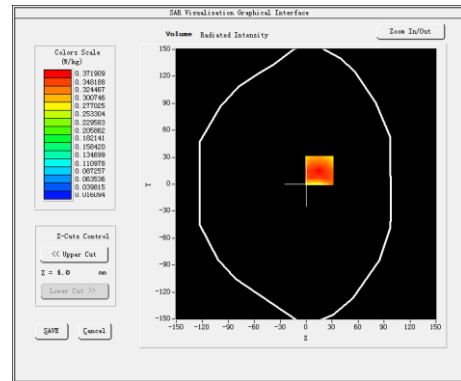 SAR Visualisation Graphical Interface
Volume Radiated Intensity
Zoom In/Out
Colors Scale
(W/kg)
0.371909
0.348188
0.324467
0.300746
0.277025
0.253304
0.229583
0.205862
0.182141
0.158420
0.134699
0.110978
0.087257
0.063536
0.039815
0.016094
Z-Cuts Control
<< Upper Cut
Z = 5.0 mm
Lower Cut >>
SAVE Cancel
150
120
90
60
30
0
-30
-60
-90
-120
-150
Y
-150 -120 -90 -60 -30 0 30 60 90 120 150
X